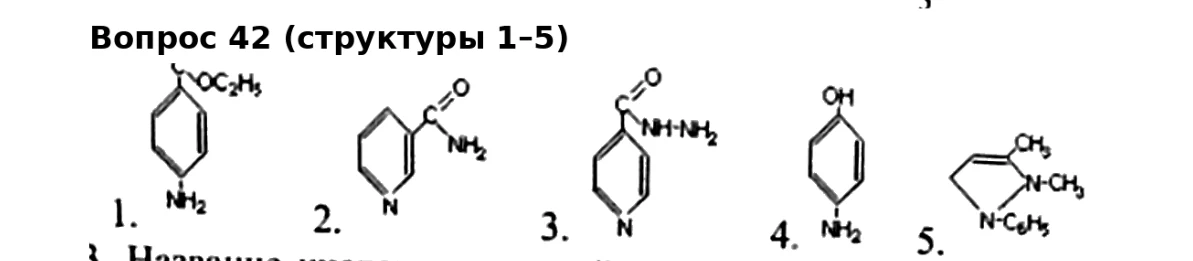 Вопрос 42 (структуры 1–5)
C OC₂H₅ NH₂ 1.
O C NH₂ N 2.
O C NH-NH₂ N 3.
OH NH₂ 4.
CH₃ N-CH₃ N-C₆H₅ 5.